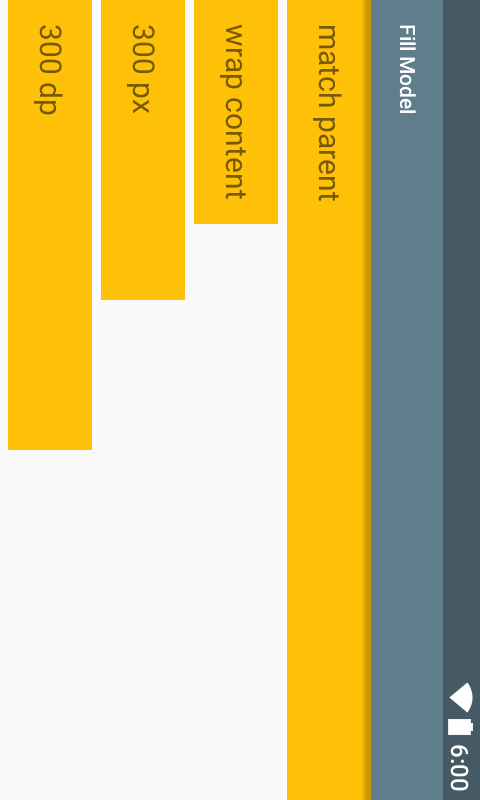 6:00
Fill Model
match parent
wrap content
300 px
300 dp